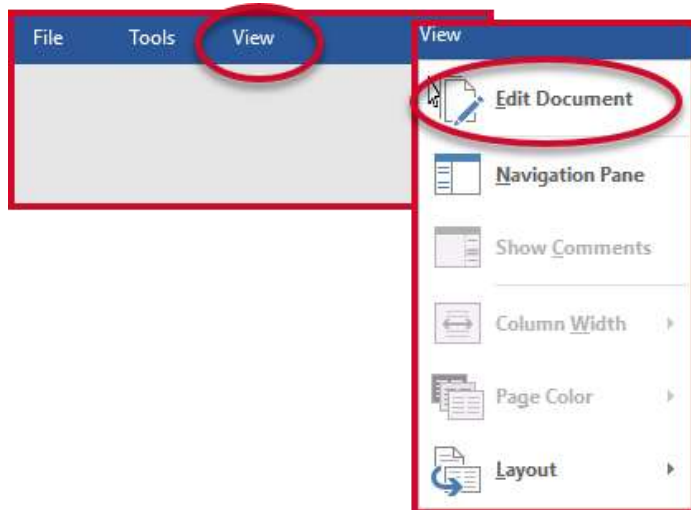 File Tools View
View
Edit Document
Navigation Pane
Show Comments
Column Width
Page Color
Layout